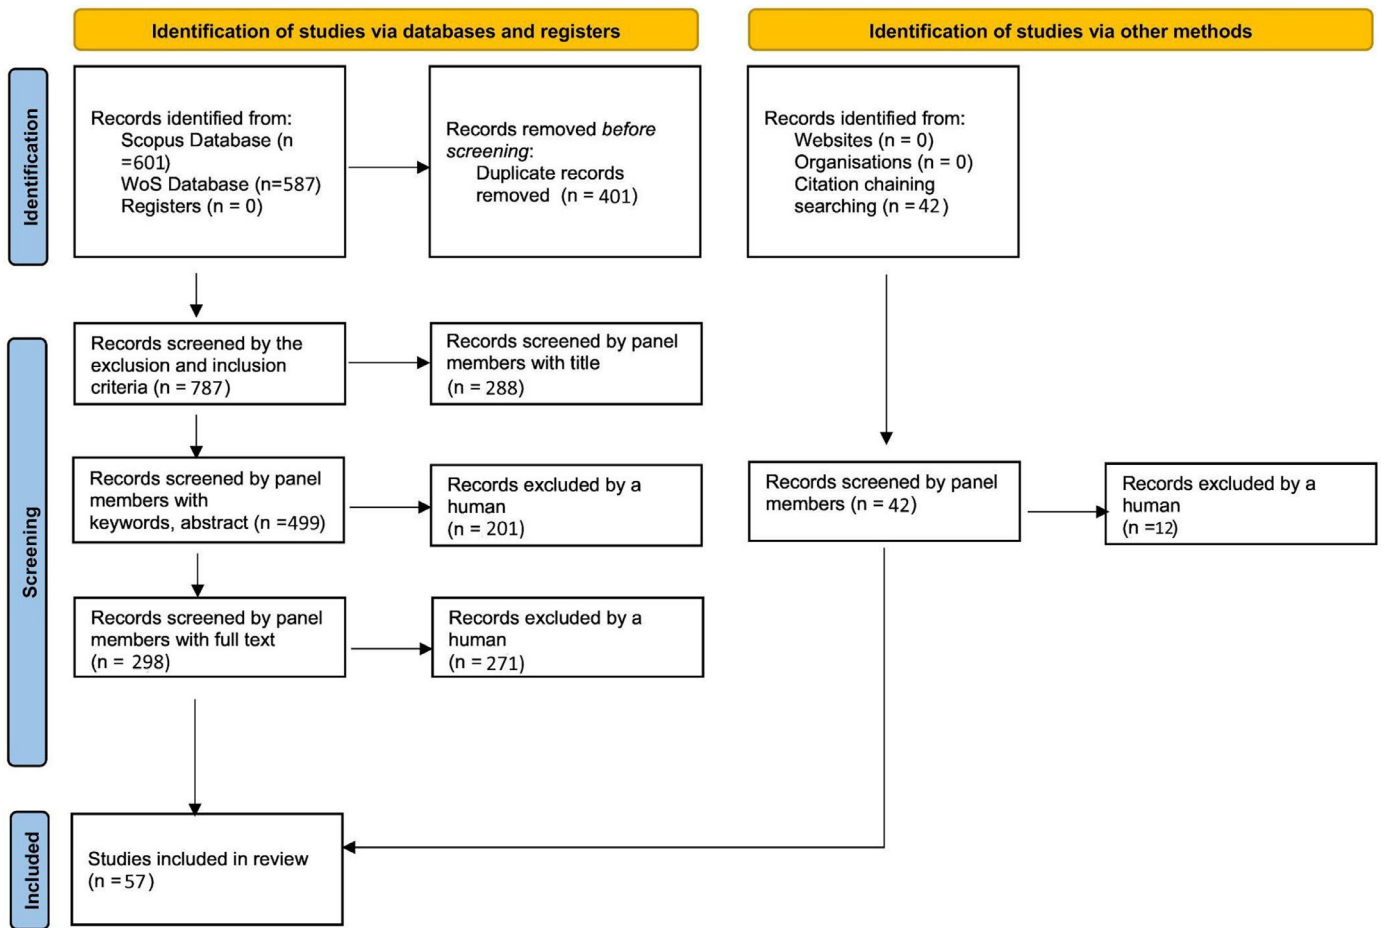 Identification of studies via databases and registers
Identification of studies via other methods
Identification
Records identified from:
Scopus Database (n
=601)
WoS Database (n=587)
Registers (n = 0)
Records removed before
screening:
Duplicate records
removed (n = 401)
Records identified from:
Websites (n = 0)
Organisations (n = 0)
Citation chaining
searching (n = 42)
Screening
Records screened by the
exclusion and inclusion
criteria (n = 787)
Records screened by panel
members with title
(n = 288)
Records screened by panel
members with
keywords, abstract (n =499)
Records excluded by a
human
(n = 201)
Records screened by panel
members (n = 42)
Records excluded by a
human
(n =12)
Records screened by panel
members with full text
(n = 298)
Records excluded by a
human
(n = 271)
Included
Studies included in review
(n = 57)